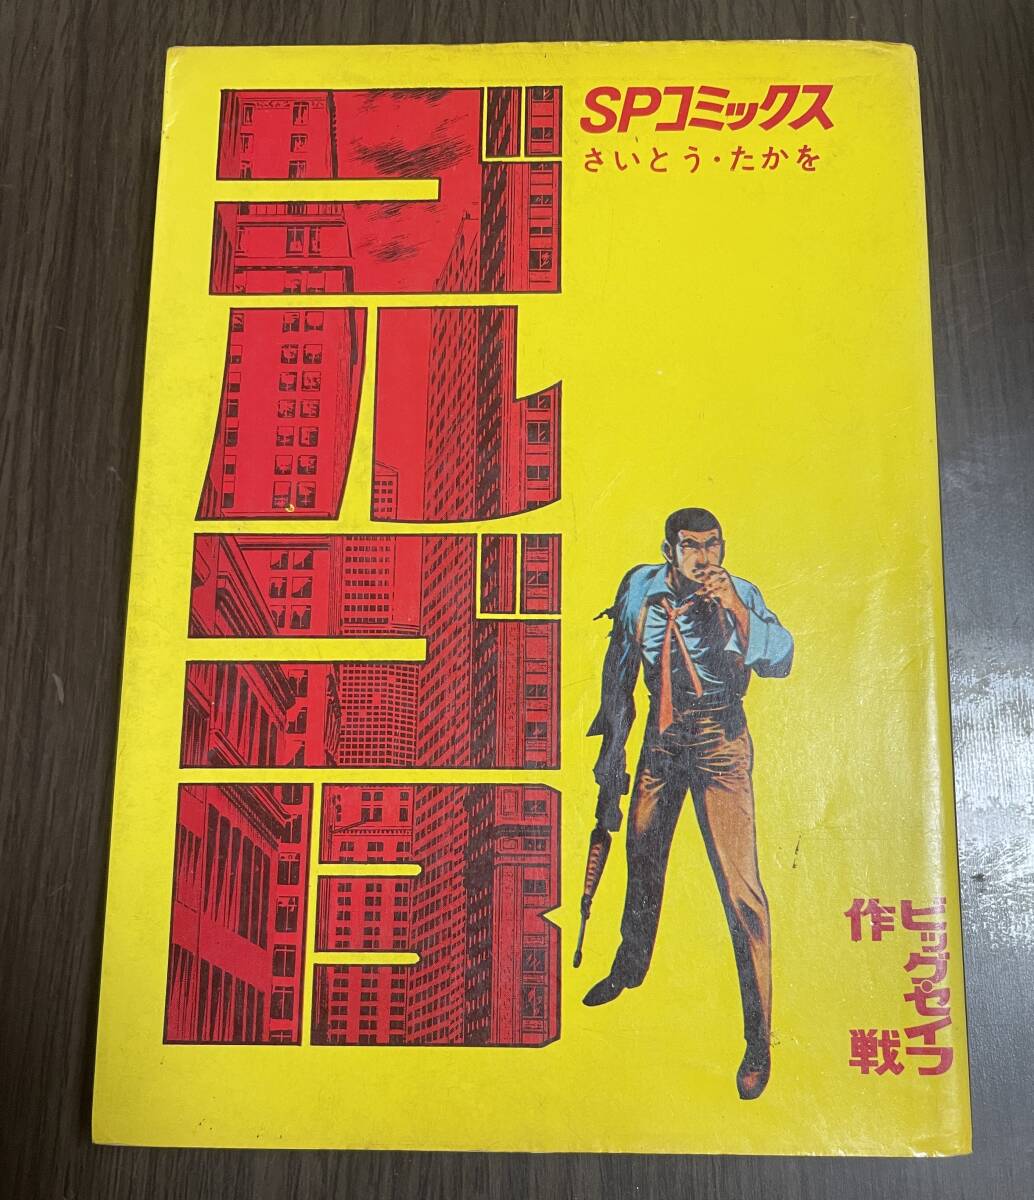 SPコミックス
さいとう・たかを
ゴルゴ13
ビッグ・セイフ
作戦